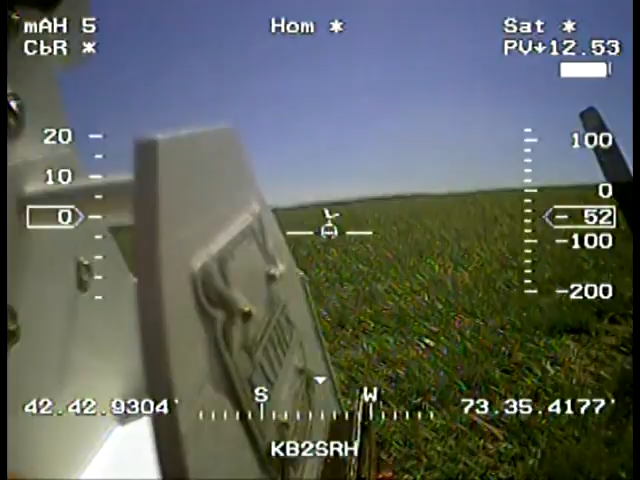 mAH 5 Hom * Sat *
CbR * PV↓12.53
20 100
10 0
0 - 52
-100
-200
S W
42.42.9304' 73.35.4177'
KB2SRH